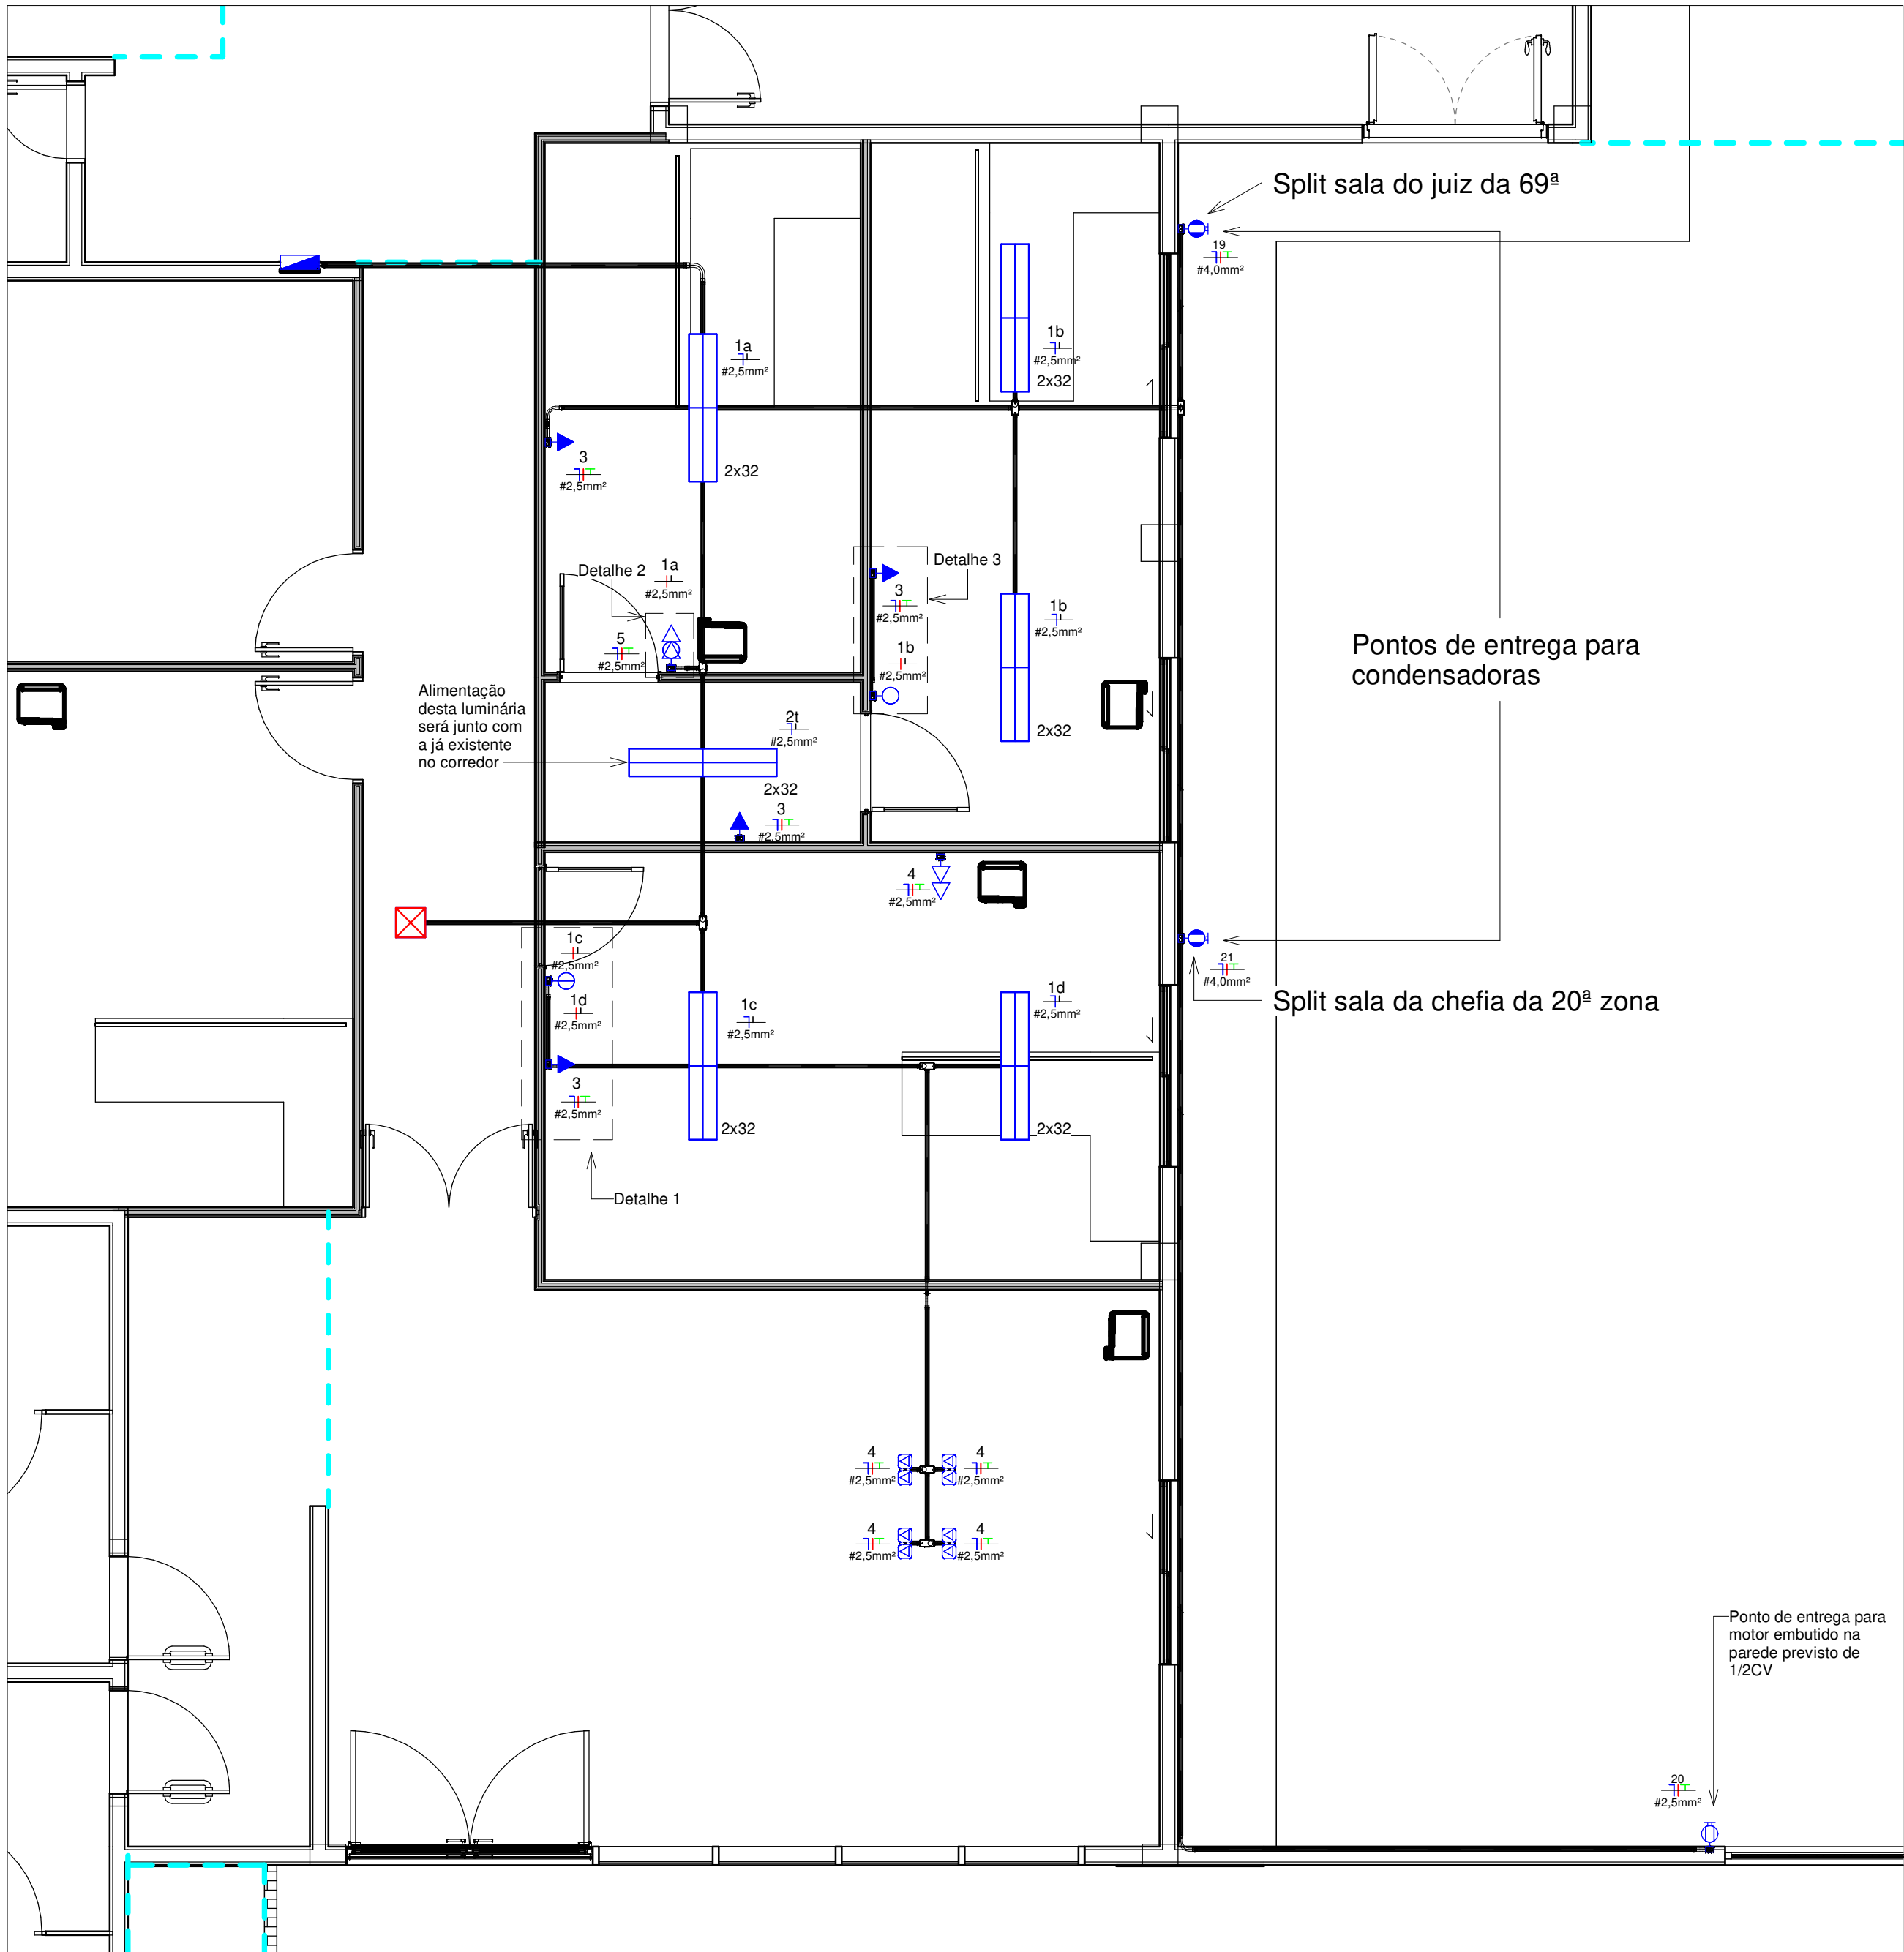 Split sala do juiz da 69ª
19
#4,0mm²
1a
#2,5mm²
2x32
1b
#2,5mm²
2x32
3
#2,5mm²
Detalhe 2
1a
#2,5mm²
5
#2,5mm²
Detalhe 3
3
#2,5mm²
1b
#2,5mm²
1b
#2,5mm²
2x32
Pontos de entrega para
condensadoras
Alimentação
desta luminária
será junto com
a já existente
no corredor
2t
#2,5mm²
2x32
3
#2,5mm²
4
#2,5mm²
21
#4,0mm²
Split sala da chefia da 20ª zona
1c
#2,5mm²
1d
#2,5mm²
3
#2,5mm²
Detalhe 1
1c
#2,5mm²
2x32
1d
#2,5mm²
2x32
4
#2,5mm²
4
#2,5mm²
4
#2,5mm²
4
#2,5mm²
Ponto de entrega para
motor embutido na
parede previsto de
1/2CV
20
#2,5mm²